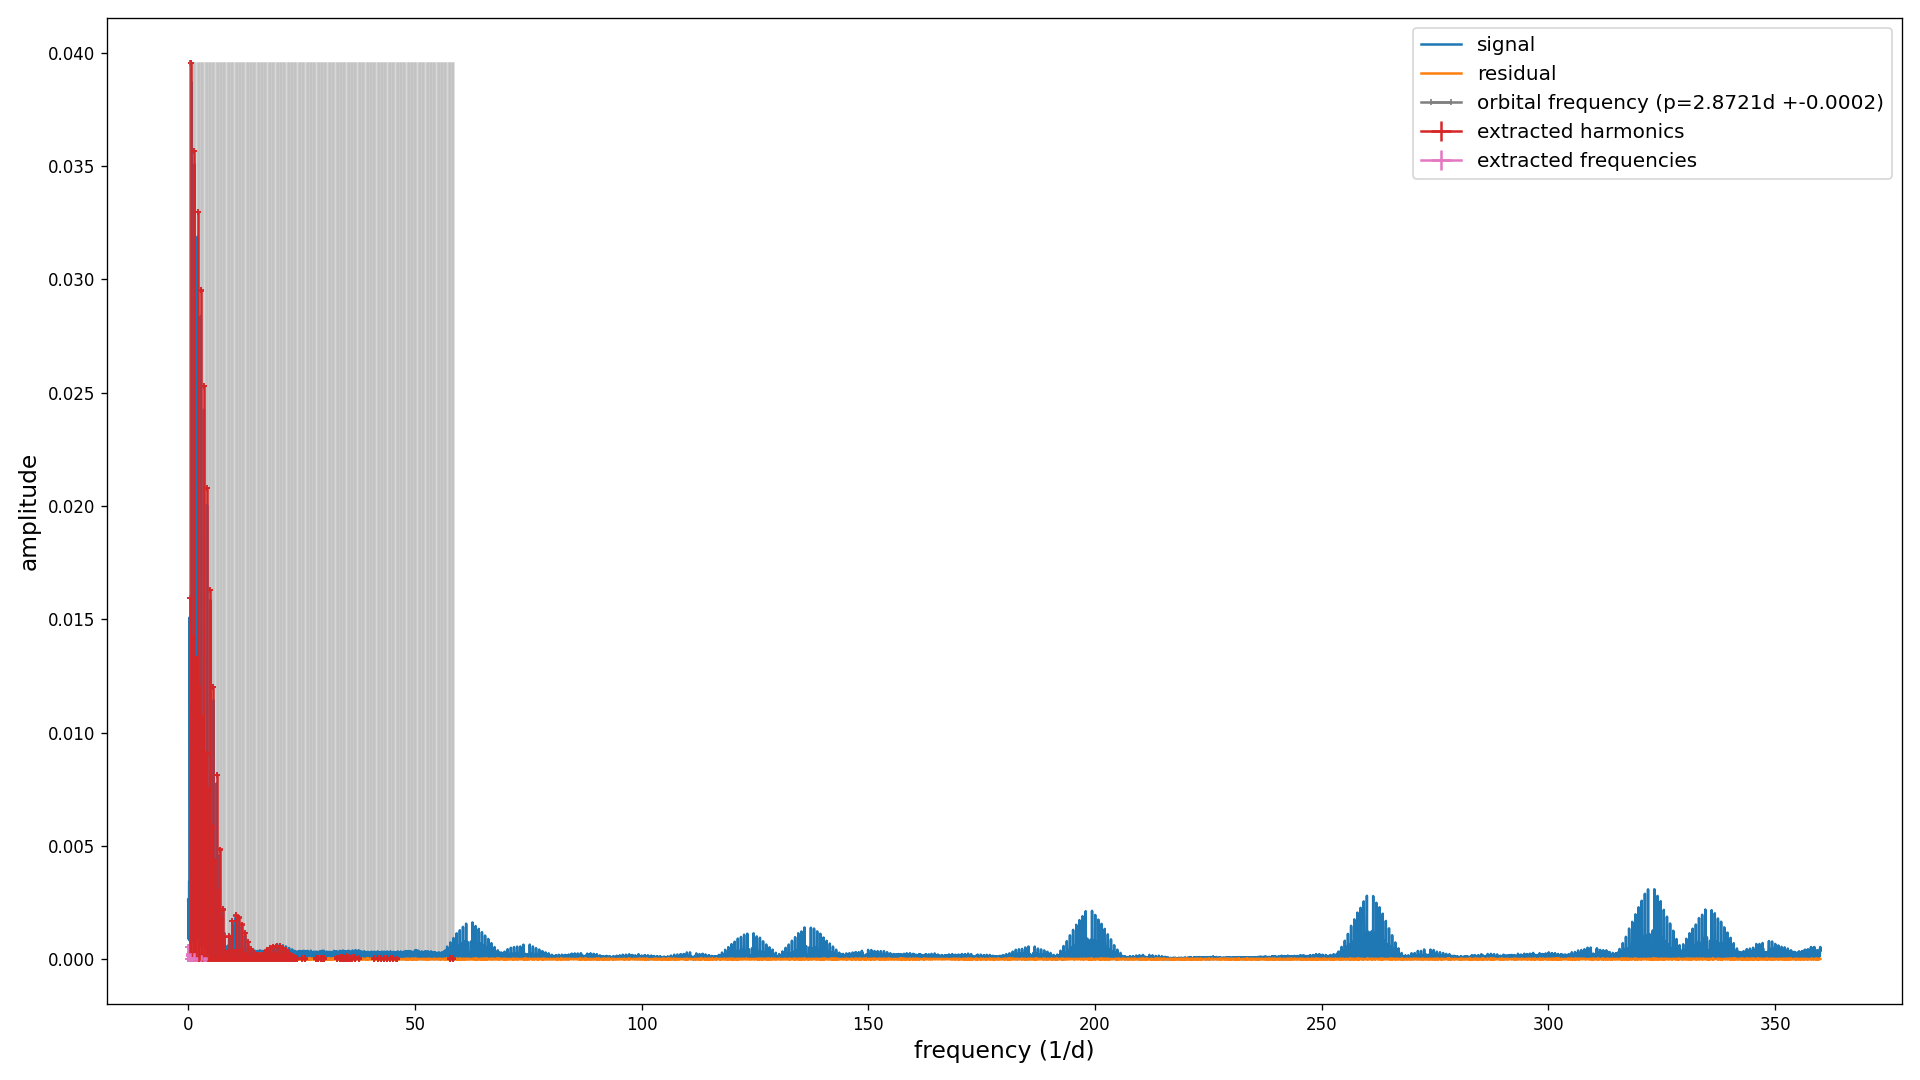 signal
residual
orbital frequency (p=2.8721d +-0.0002)
extracted harmonics
extracted frequencies
0.040
0.035
0.030
0.025
0.020
0.015
0.010
0.005
0.000
amplitude
0 50 100 150 200 250 300 350
frequency (1/d)